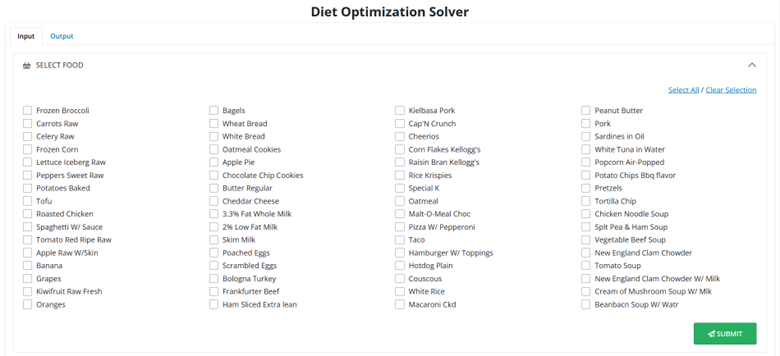 Diet Optimization Solver
Input
Output
SELECT FOOD
Select All / Clear Selection
Frozen Broccoli
Carrots Raw
Celery Raw
Frozen Corn
Lettuce Iceberg Raw
Peppers Sweet Raw
Potatoes Baked
Tofu
Roasted Chicken
Spaghetti W/ Sauce
Tomato Red Ripe Raw
Apple Raw W/Skin
Banana
Grapes
Kiwifruit Raw Fresh
Oranges
Bagels
Wheat Bread
White Bread
Oatmeal Cookies
Apple Pie
Chocolate Chip Cookies
Butter Regular
Cheddar Cheese
3.3% Fat Whole Milk
2% Low Fat Milk
Skim Milk
Poached Eggs
Scrambled Eggs
Bologna Turkey
Frankfurter Beef
Ham Sliced Extra lean
Kielbasa Pork
Cap'N Crunch
Cheerios
Corn Flakes Kellogg's
Raisin Bran Kellogg's
Rice Krispies
Special K
Oatmeal
Malt-O-Meal Choc
Pizza W/ Pepperoni
Taco
Hamburger W/ Toppings
Hotdog Plain
Couscous
White Rice
Macaroni Ckd
Peanut Butter
Pork
Sardines in Oil
White Tuna in Water
Popcorn Air-Popped
Potato Chips Bbq flavor
Pretzels
Tortilla Chip
Chicken Noodle Soup
Splt Pea & Ham Soup
Vegetable Beef Soup
New England Clam Chowder
Tomato Soup
New England Clam Chowder W/ Milk
Cream of Mushroom Soup W/ Mlk
Beanbacn Soup W/ Watr
SUBMIT